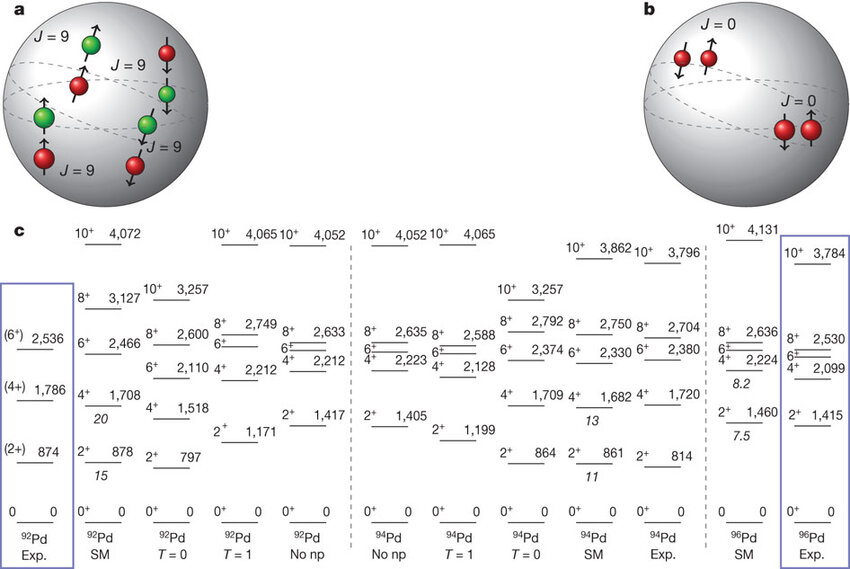 a
J = 9
J = 9
J = 9
J = 9
b
J = 0
J = 0
c
(6+) 2,536
(4+) 1,786
(2+) 874
0 0
⁹²Pd
Exp.
10⁺ 4,072
8⁺ 3,127
6⁺ 2,466
4⁺ 1,708
20
2⁺ 878
15
0⁺ 0
⁹²Pd
SM
10⁺ 3,257
8⁺ 2,600
6⁺ 2,110
4⁺ 1,518
2⁺ 797
0⁺ 0
⁹²Pd
T = 0
10⁺ 4,065
8⁺ 2,749
6⁺
4⁺ 2,212
2⁺ 1,171
0⁺ 0
⁹²Pd
T = 1
10⁺ 4,052
8⁺ 2,633
6⁺
4⁺ 2,212
2⁺ 1,417
0⁺ 0
⁹²Pd
No np
10⁺ 4,052
8⁺ 2,635
6⁺
4⁺ 2,223
2⁺ 1,405
0⁺ 0
⁹⁴Pd
No np
10⁺ 4,065
8⁺ 2,588
6⁺
4⁺ 2,128
2⁺ 1,199
0⁺ 0
⁹⁴Pd
T = 1
10⁺ 3,257
8⁺ 2,792
6⁺ 2,374
4⁺ 1,709
2⁺ 864
0⁺ 0
⁹⁴Pd
T = 0
10⁺ 3,862
8⁺ 2,750
6⁺ 2,330
4⁺ 1,682
13
2⁺ 861
11
0⁺ 0
⁹⁴Pd
SM
10⁺ 3,796
8⁺ 2,704
6⁺ 2,380
4⁺ 1,720
2⁺ 814
0⁺ 0
⁹⁴Pd
Exp.
10⁺ 4,131
8⁺ 2,636
6⁺
4⁺ 2,224
8.2
2⁺ 1,460
7.5
0⁺ 0
⁹⁶Pd
SM
10⁺ 3,784
8⁺ 2,530
6⁺
4⁺ 2,099
2⁺ 1,415
0⁺ 0
⁹⁶Pd
Exp.